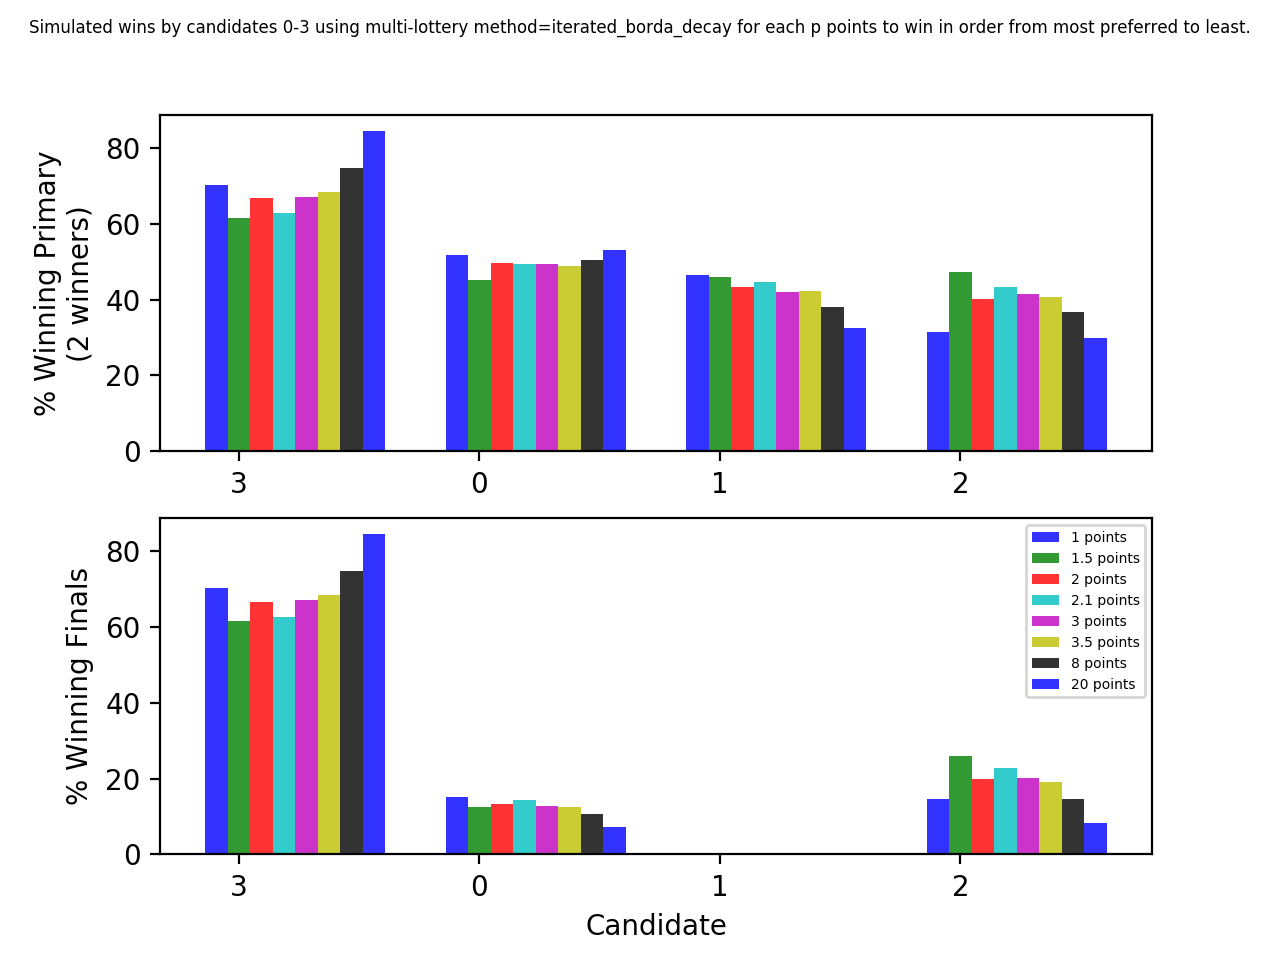 Simulated wins by candidates 0-3 using multi-lottery method=iterated_borda_decay for each p points to win in order from most preferred to least.
% Winning Primary
(2 winners)
80
60
40
20
0
3 0 1 2
% Winning Finals
80
60
40
20
0
1 points
1.5 points
2 points
2.1 points
3 points
3.5 points
8 points
20 points
3 0 1 2
Candidate